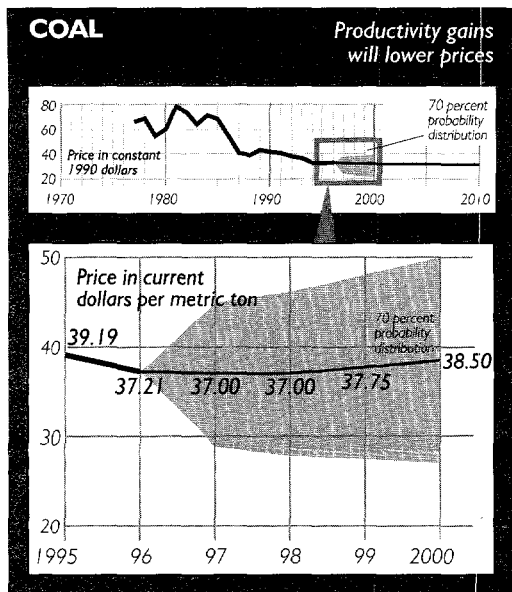 COAL
Productivity gains
will lower prices
80
60
40
20
Price in constant
1990 dollars
70 percent
probability
distribution
1970
1980
1990
2000
2010
50
40
30
20
Price in current
dollars per metric ton
70 percent
probability
distribution
39.19
37.21
37.00
37.00
37.75
38.50
1995
96
97
98
99
2000